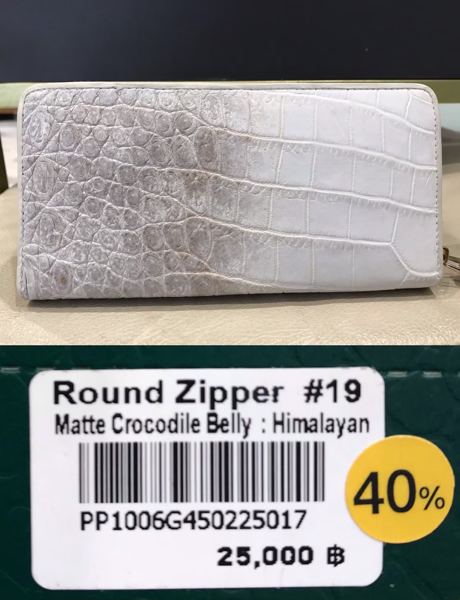 Round Zipper #19
Matte Crocodile Belly : Himalayan
PP1006G450225017
25,000 ฿
40%